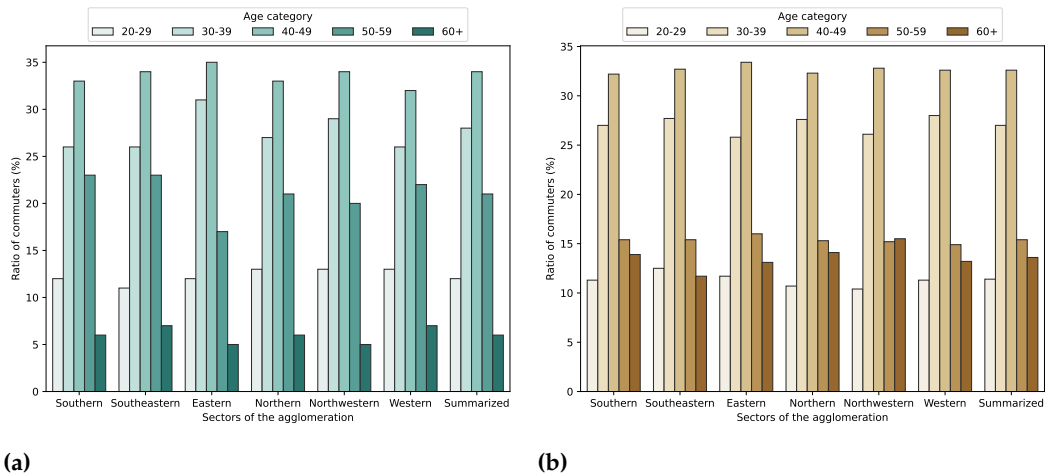 Age category
20-29 30-39 40-49 50-59 60+
35
30
25
20
15
10
5
0
Ratio of commuters (%)
Southern Southeastern Eastern Northern Northwestern Western Summarized
Sectors of the agglomeration
(a)
Age category
20-29 30-39 40-49 50-59 60+
35
30
25
20
15
10
5
0
Ratio of commuters (%)
Southern Southeastern Eastern Northern Northwestern Western Summarized
Sectors of the agglomeration
(b)